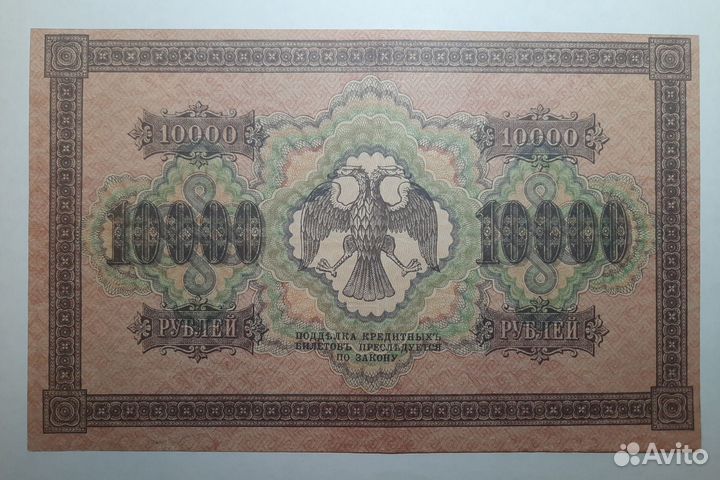 10000 10000
10000 10000
РУБЛЕЙ РУБЛЕЙ
ПОДДѢЛКА КРЕДИТНЫХЪ
БИЛЕТОВЪ ПРЕСЛѢДУЕТСЯ
ПО ЗАКОНУ
Avito